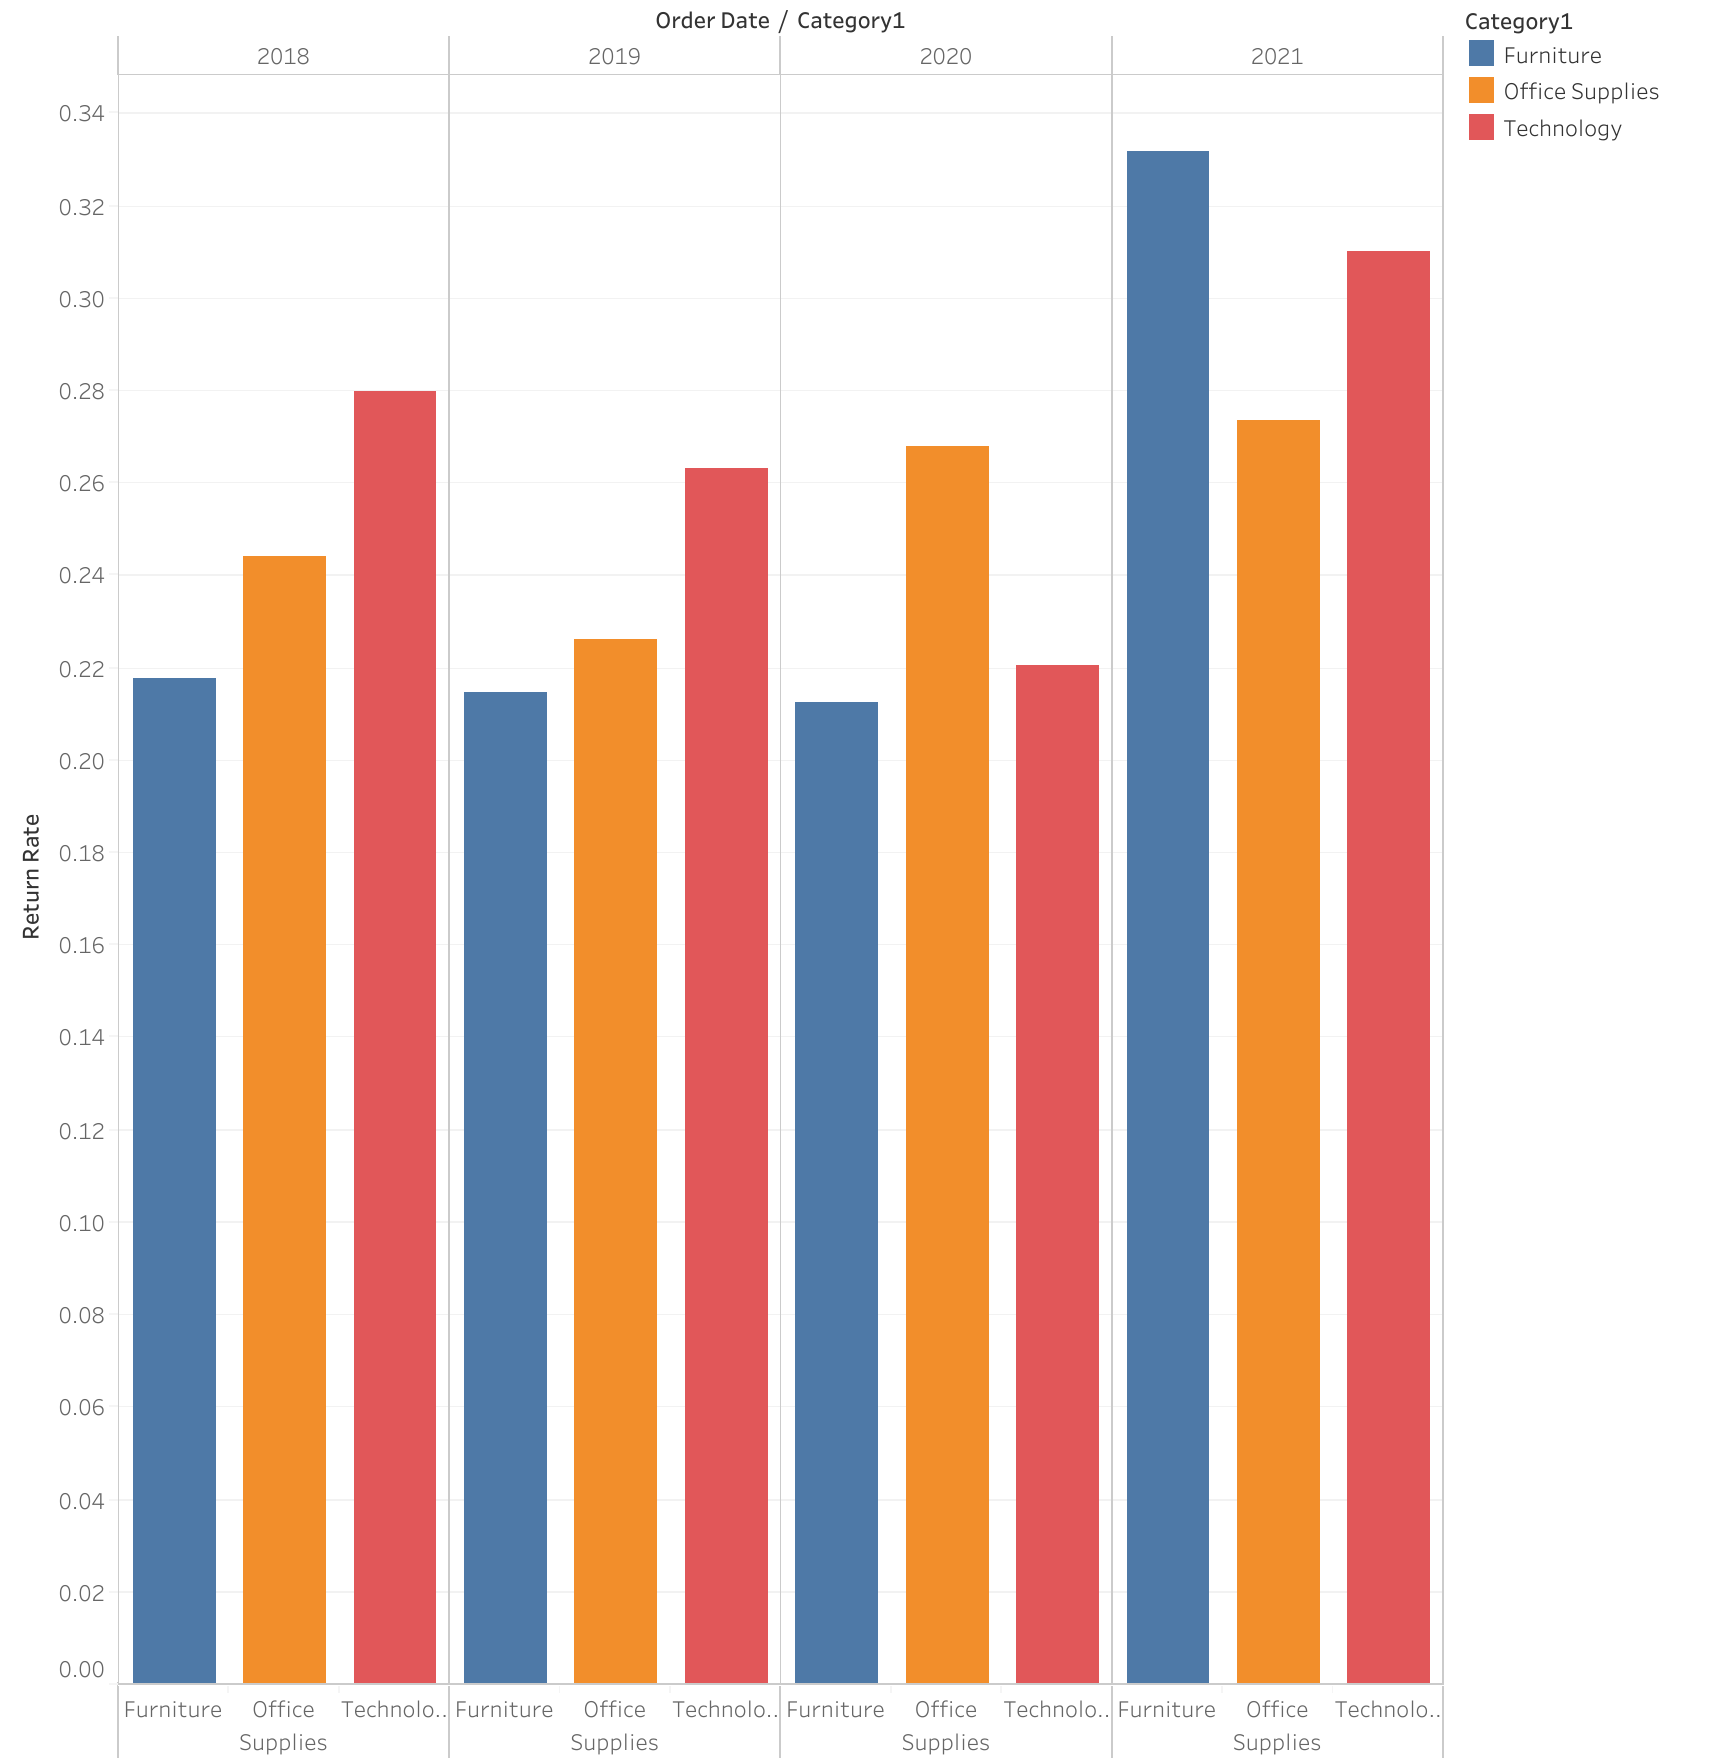 Order Date / Category1
2018 2019 2020 2021
Category1
Furniture
Office Supplies
Technology
Return Rate
0.34
0.32
0.30
0.28
0.26
0.24
0.22
0.20
0.18
0.16
0.14
0.12
0.10
0.08
0.06
0.04
0.02
0.00
Furniture Office Technolo.. Furniture Office Technolo.. Furniture Office Technolo.. Furniture Office Technolo..
Supplies Supplies Supplies Supplies